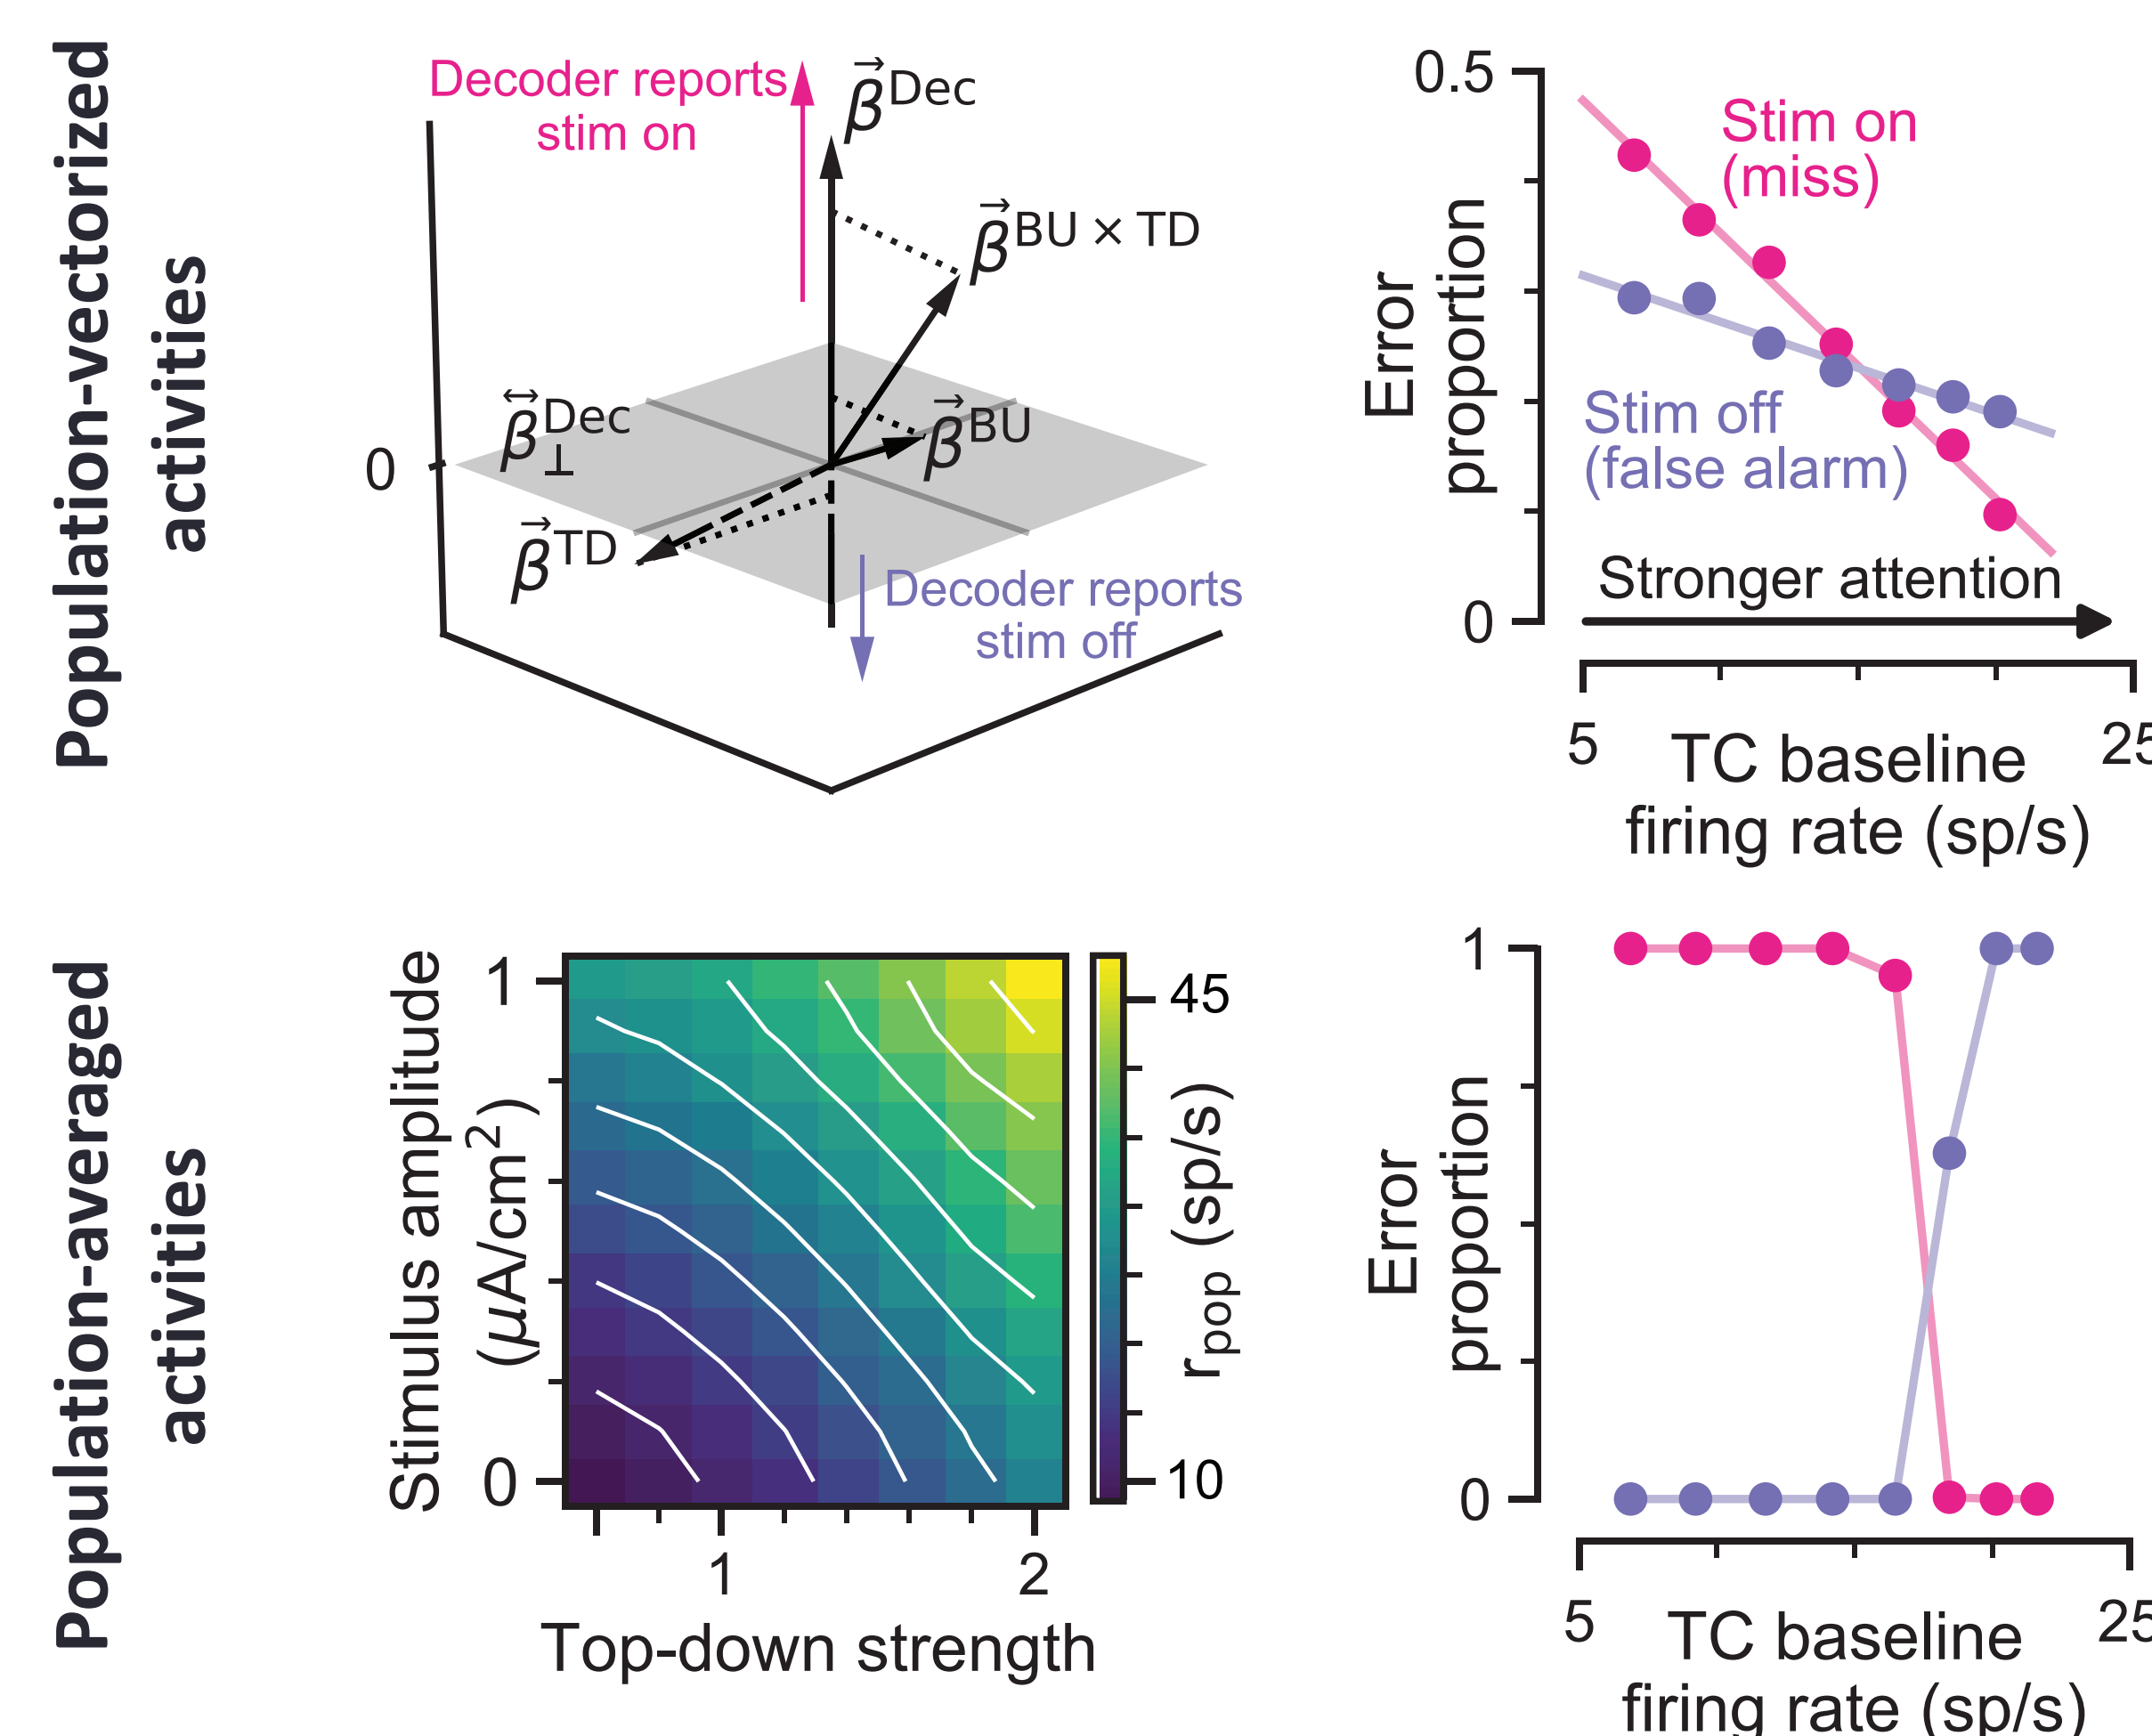 Population-vectorized
activities
Decoder reports
stim on
β⃗ Dec
β⃗ BU × TD
β⃡ Dec ⊥
β⃗ BU
0
β⃗ TD
Decoder reports
stim off
0.5
Error
proportion
Stim on
(miss)
Stim off
(false alarm)
Stronger attention
0
5
25
TC baseline
firing rate (sp/s)
Population-averaged
activities
Stimulus amplitude
(μA/cm²)
1
0
1
2
Top-down strength
45
10
r pop (sp/s)
Error
proportion
1
0
5
25
TC baseline
firing rate (sp/s)